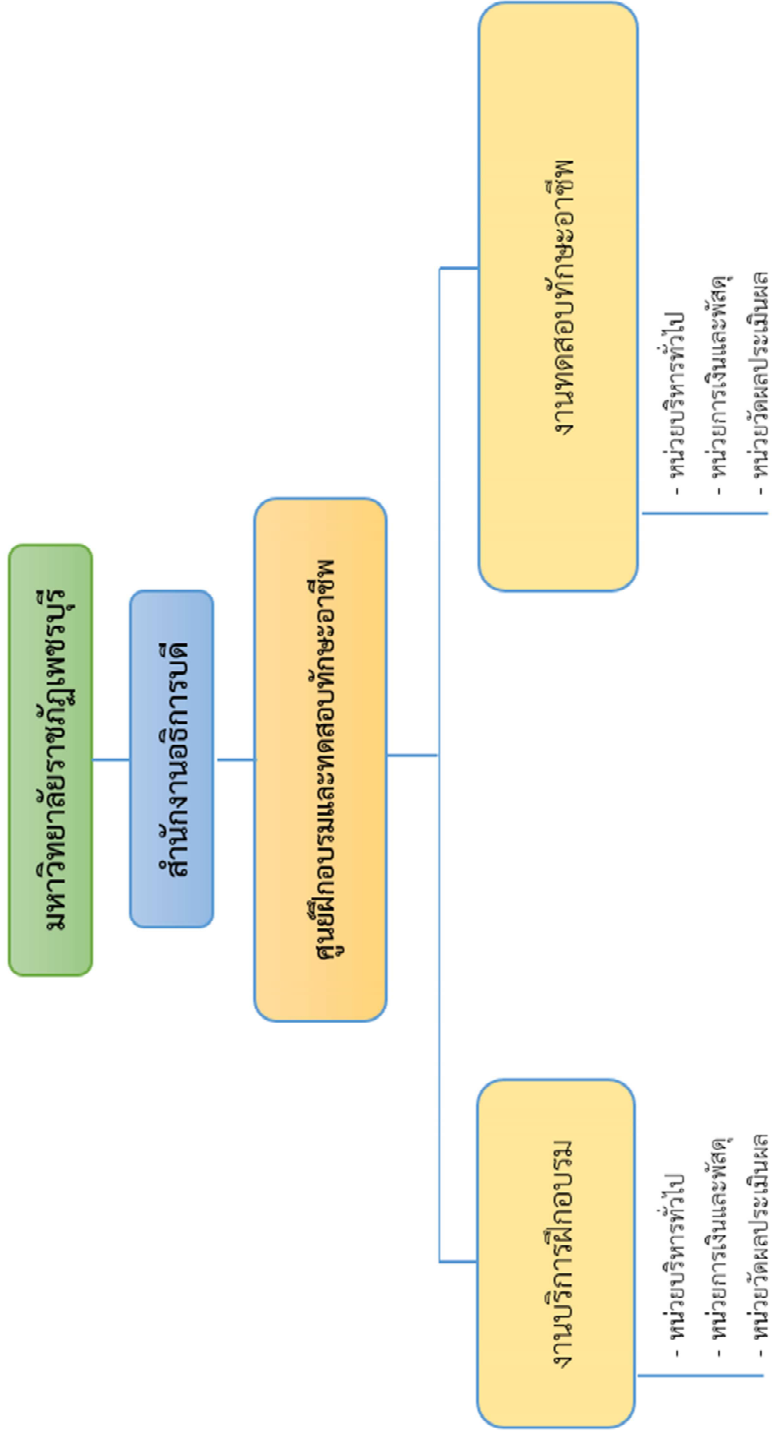 มหาวิทยาลัยราชภัฏเพชรบุรี
สำนักงานอธิการบดี
ศูนย์ฝึกอบรมและทดสอบทักษะอาชีพ
งานบริการฝึกอบรม
- หน่วยบริหารทั่วไป
- หน่วยการเงินและพัสดุ
- หน่วยวัดผลประเมินผล
งานทดสอบทักษะอาชีพ
- หน่วยบริหารทั่วไป
- หน่วยการเงินและพัสดุ
- หน่วยวัดผลประเมินผล